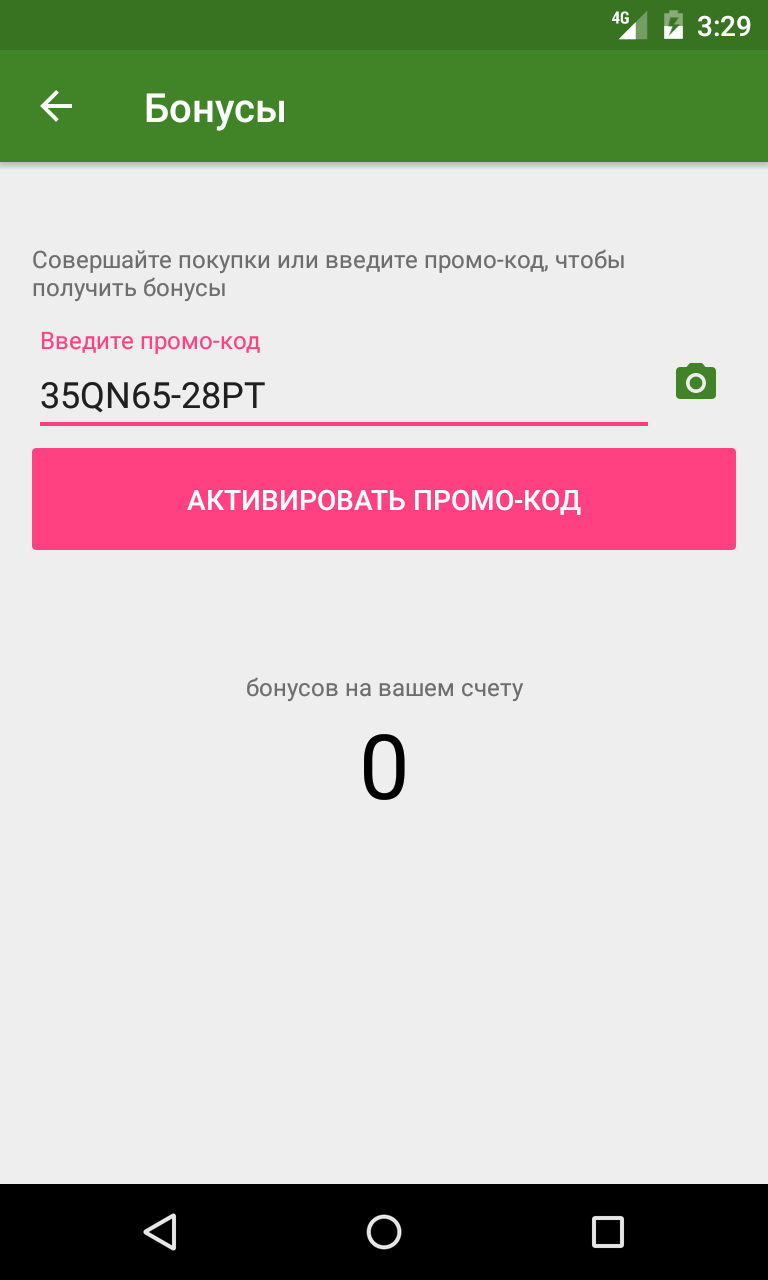 4G 3:29
Бонусы
Совершайте покупки или введите промо-код, чтобы
получить бонусы
Введите промо-код
35QN65-28PT
АКТИВИРОВАТЬ ПРОМО-КОД
бонусов на вашем счету
0